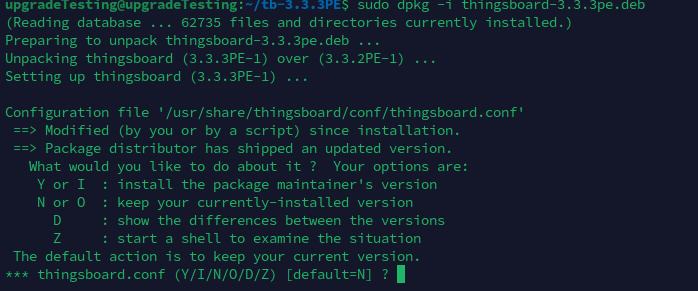 upgradeTesting@upgradeTesting:~/tb-3.3.3PE$ sudo dpkg -i thingsboard-3.3.3pe.deb
(Reading database ... 62735 files and directories currently installed.)
Preparing to unpack thingsboard-3.3.3pe.deb ...
Unpacking thingsboard (3.3.3PE-1) over (3.3.2PE-1) ...
Setting up thingsboard (3.3.3PE-1) ...

Configuration file '/usr/share/thingsboard/conf/thingsboard.conf'
 ==> Modified (by you or by a script) since installation.
 ==> Package distributor has shipped an updated version.
   What would you like to do about it ?  Your options are:
    Y or I  : install the package maintainer's version
    N or O  : keep your currently-installed version
      D     : show the differences between the versions
      Z     : start a shell to examine the situation
 The default action is to keep your current version.
*** thingsboard.conf (Y/I/N/O/D/Z) [default=N] ?